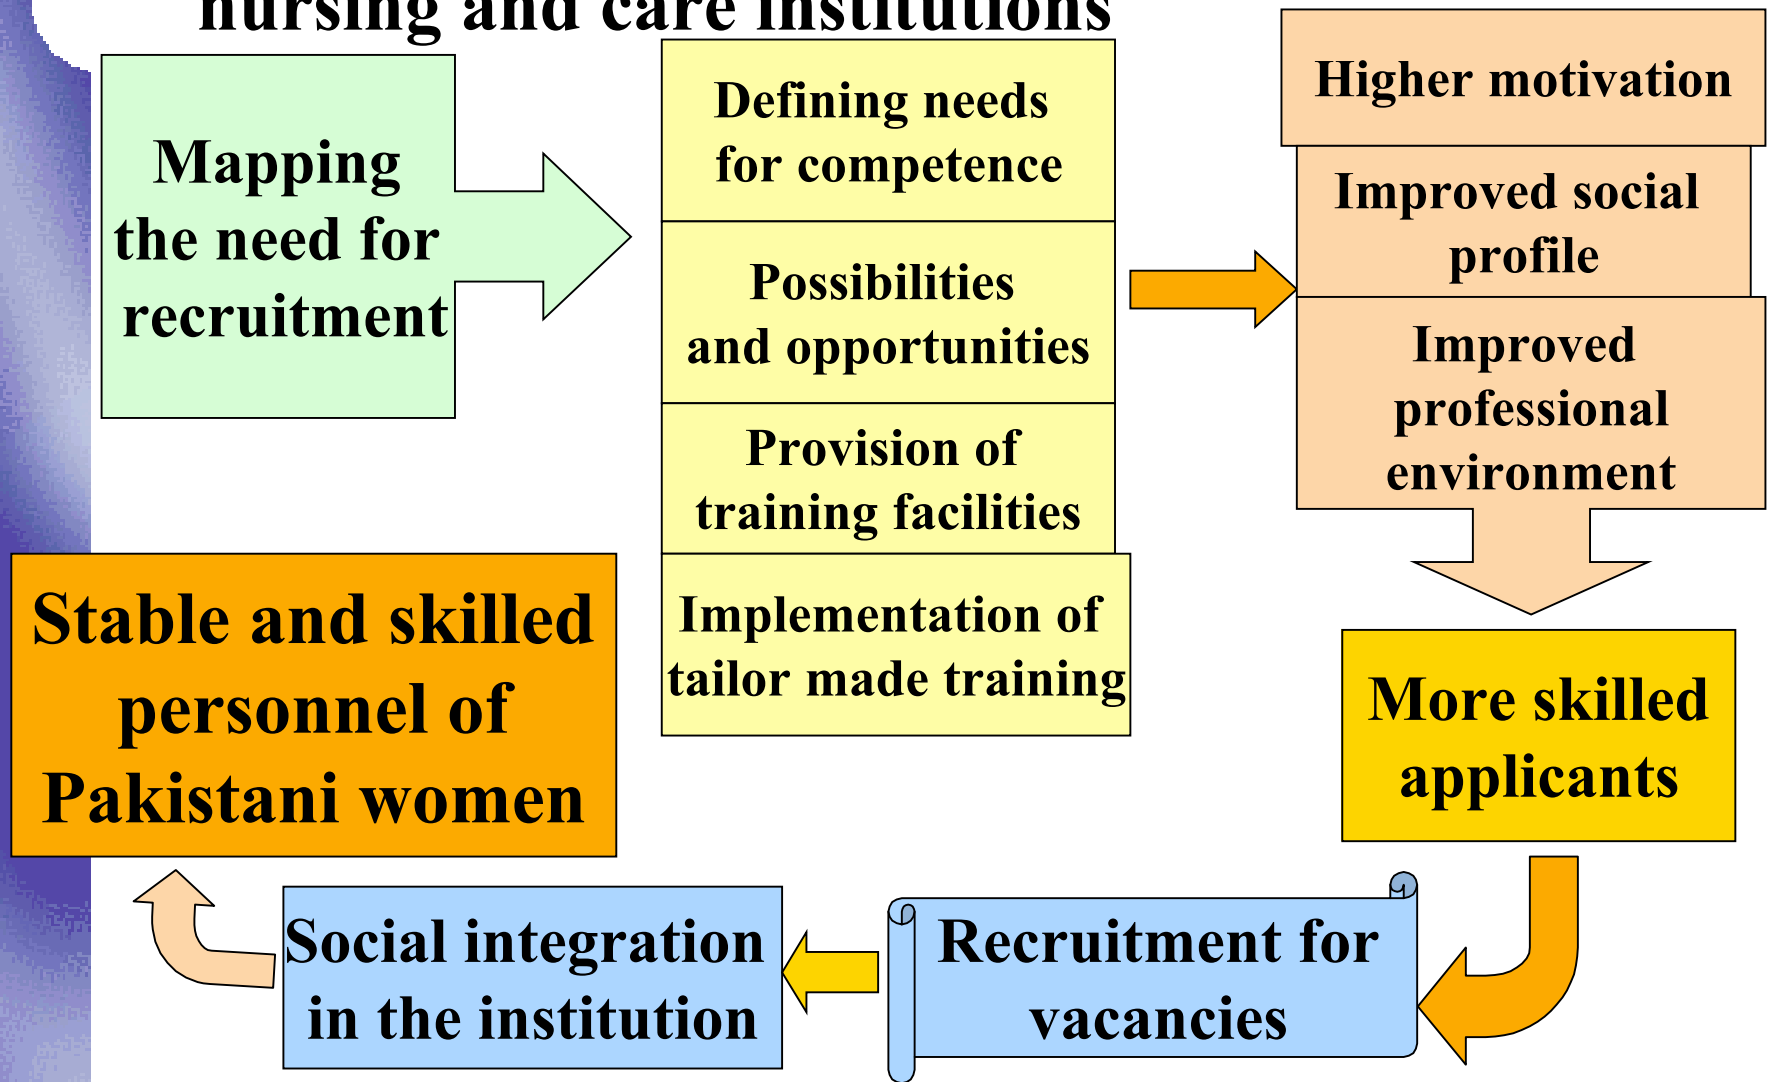 nursing and care institutions
Mapping
the need for
recruitment
Defining needs
for competence
Possibilities
and opportunities
Provision of
training facilities
Implementation of
tailor made training
Higher motivation
Improved social
profile
Improved
professional
environment
More skilled
applicants
Recruitment for
vacancies
Social integration
in the institution
Stable and skilled
personnel of
Pakistani women